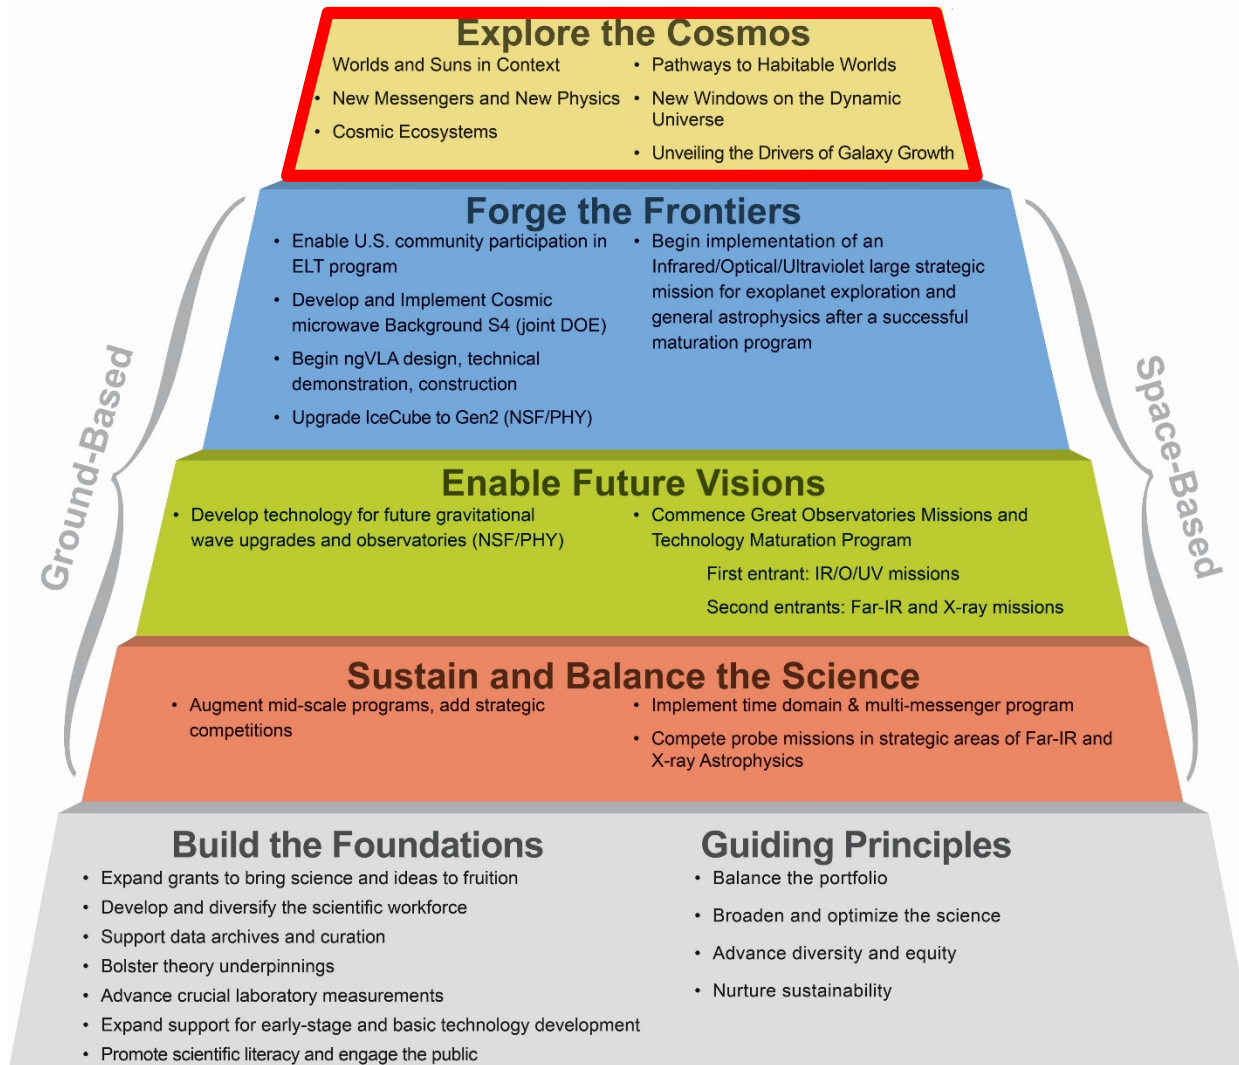 Explore the Cosmos
Worlds and Suns in Context
• New Messengers and New Physics
• Cosmic Ecosystems
• Pathways to Habitable Worlds
• New Windows on the Dynamic
Universe
• Unveiling the Drivers of Galaxy Growth
Forge the Frontiers
• Enable U.S. community participation in
ELT program
• Develop and Implement Cosmic
microwave Background S4 (joint DOE)
• Begin ngVLA design, technical
demonstration, construction
• Upgrade IceCube to Gen2 (NSF/PHY)
• Begin implementation of an
Infrared/Optical/Ultraviolet large strategic
mission for exoplanet exploration and
general astrophysics after a successful
maturation program
Ground-Based
Space-Based
Enable Future Visions
• Develop technology for future gravitational
wave upgrades and observatories (NSF/PHY)
• Commence Great Observatories Missions and
Technology Maturation Program
First entrant: IR/O/UV missions
Second entrants: Far-IR and X-ray missions
Sustain and Balance the Science
• Augment mid-scale programs, add strategic
competitions
• Implement time domain & multi-messenger program
• Compete probe missions in strategic areas of Far-IR and
X-ray Astrophysics
Build the Foundations
• Expand grants to bring science and ideas to fruition
• Develop and diversify the scientific workforce
• Support data archives and curation
• Bolster theory underpinnings
• Advance crucial laboratory measurements
• Expand support for early-stage and basic technology development
• Promote scientific literacy and engage the public
Guiding Principles
• Balance the portfolio
• Broaden and optimize the science
• Advance diversity and equity
• Nurture sustainability